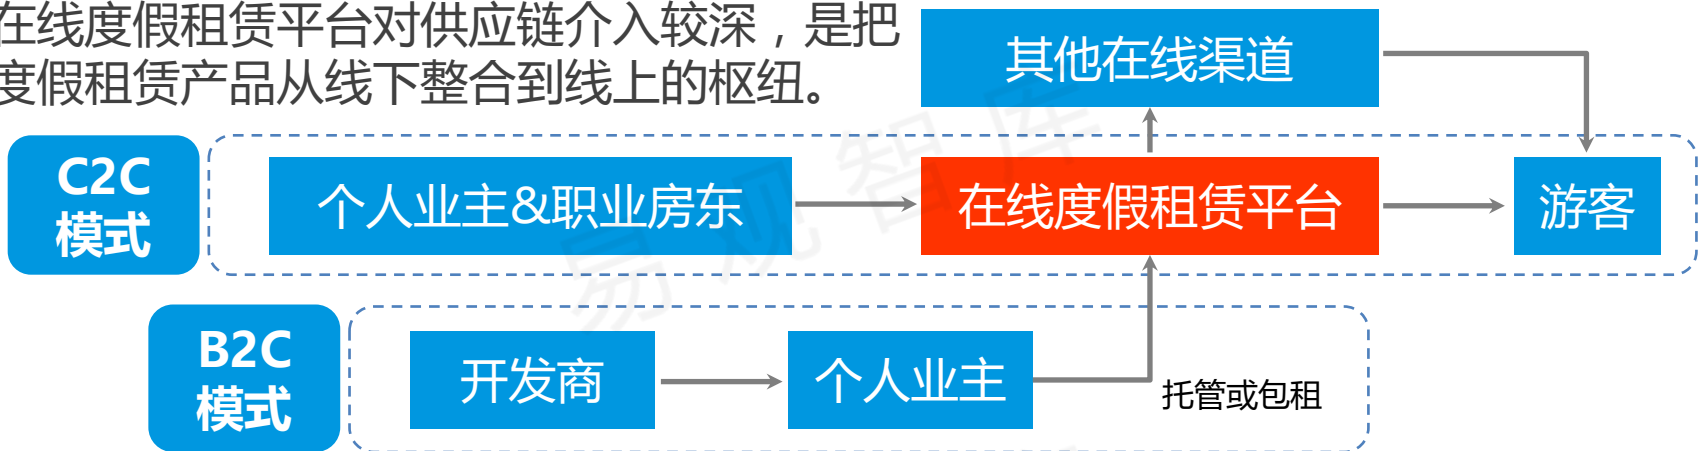 在线度假租赁平台对供应链介入较深，是把
度假租赁产品从线下整合到线上的枢纽。
其他在线渠道
C2C
模式
个人业主&职业房东
在线度假租赁平台
游客
B2C
模式
开发商
个人业主
托管或包租
易观智库